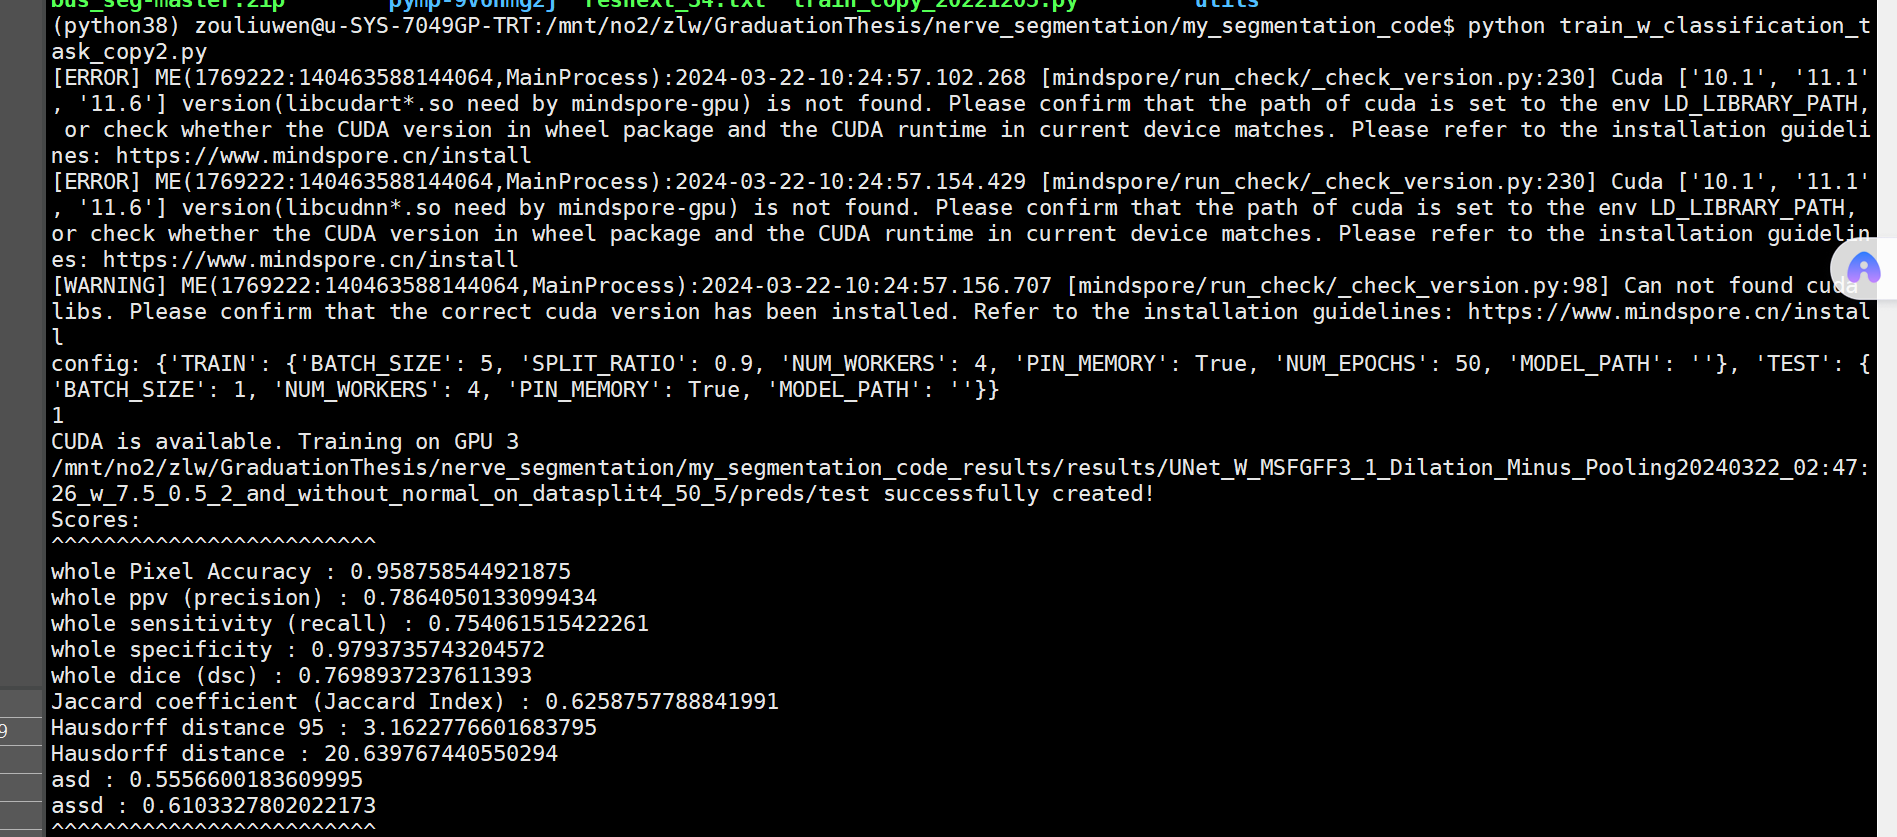 bus_seg-master.zip pymp-9vonmg2j resnext_34.txt train_copy_20221205.py utils
(python38) zouliuwen@u-SYS-7049GP-TRT:/mnt/no2/zlw/GraduationThesis/nerve_segmentation/my_segmentation_code$ python train_w_classification_t
ask_copy2.py
[ERROR] ME(1769222:140463588144064,MainProcess):2024-03-22-10:24:57.102.268 [mindspore/run_check/_check_version.py:230] Cuda ['10.1', '11.1'
, '11.6'] version(libcudart*.so need by mindspore-gpu) is not found. Please confirm that the path of cuda is set to the env LD_LIBRARY_PATH,
 or check whether the CUDA version in wheel package and the CUDA runtime in current device matches. Please refer to the installation guideli
nes: https://www.mindspore.cn/install
[ERROR] ME(1769222:140463588144064,MainProcess):2024-03-22-10:24:57.154.429 [mindspore/run_check/_check_version.py:230] Cuda ['10.1', '11.1'
, '11.6'] version(libcudnn*.so need by mindspore-gpu) is not found. Please confirm that the path of cuda is set to the env LD_LIBRARY_PATH,
or check whether the CUDA version in wheel package and the CUDA runtime in current device matches. Please refer to the installation guidelin
es: https://www.mindspore.cn/install
[WARNING] ME(1769222:140463588144064,MainProcess):2024-03-22-10:24:57.156.707 [mindspore/run_check/_check_version.py:98] Can not found cuda
libs. Please confirm that the correct cuda version has been installed. Refer to the installation guidelines: https://www.mindspore.cn/instal
l
config: {'TRAIN': {'BATCH_SIZE': 5, 'SPLIT_RATIO': 0.9, 'NUM_WORKERS': 4, 'PIN_MEMORY': True, 'NUM_EPOCHS': 50, 'MODEL_PATH': ''}, 'TEST': {
'BATCH_SIZE': 1, 'NUM_WORKERS': 4, 'PIN_MEMORY': True, 'MODEL_PATH': ''}}
1
CUDA is available. Training on GPU 3
/mnt/no2/zlw/GraduationThesis/nerve_segmentation/my_segmentation_code_results/results/UNet_W_MSFGFF3_1_Dilation_Minus_Pooling20240322_02:47:
26_w_7.5_0.5_2_and_without_normal_on_datasplit4_50_5/preds/test successfully created!
Scores:
^^^^^^^^^^^^^^^^^^^^^^^^^
whole Pixel Accuracy : 0.958758544921875
whole ppv (precision) : 0.7864050133099434
whole sensitivity (recall) : 0.754061515422261
whole specificity : 0.9793735743204572
whole dice (dsc) : 0.7698937237611393
Jaccard coefficient (Jaccard Index) : 0.6258757788841991
Hausdorff distance 95 : 3.1622776601683795
9
Hausdorff distance : 20.639767440550294
asd : 0.5556600183609995
assd : 0.6103327802022173
^^^^^^^^^^^^^^^^^^^^^^^^^